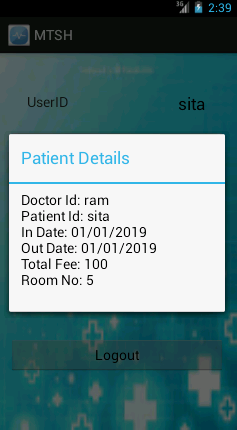 3G 2:39
MTSH
UserID sita
Patient Details
Doctor Id: ram
Patient Id: sita
In Date: 01/01/2019
Out Date: 01/01/2019
Total Fee: 100
Room No: 5
Logout